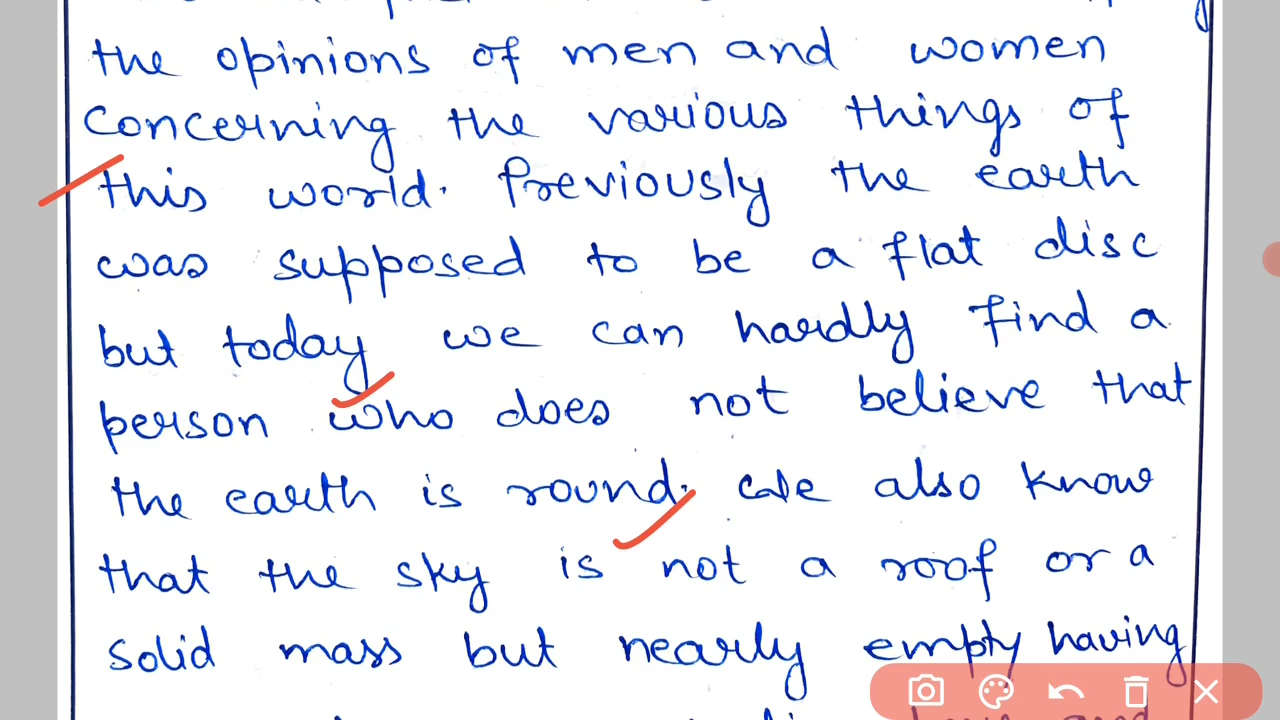 the opinions of men and women
concerning the various things of
this world. Previously the earth
was supposed to be a flat disc
but today we can hardly find a
person who does not believe that
the earth is round. we also know
that the sky is not a roof or a
solid mass but nearly empty having